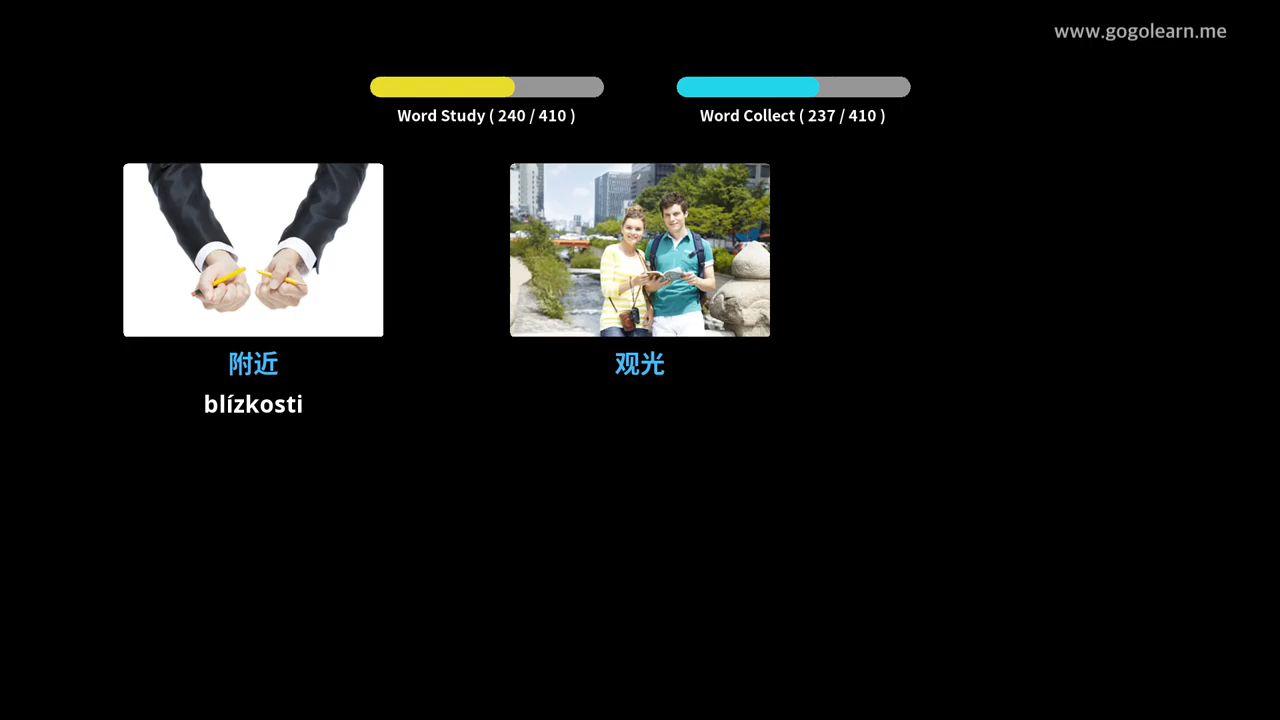 www.gogolearn.me
Word Study ( 240 / 410 )
Word Collect ( 237 / 410 )
附近
blízkosti
观光